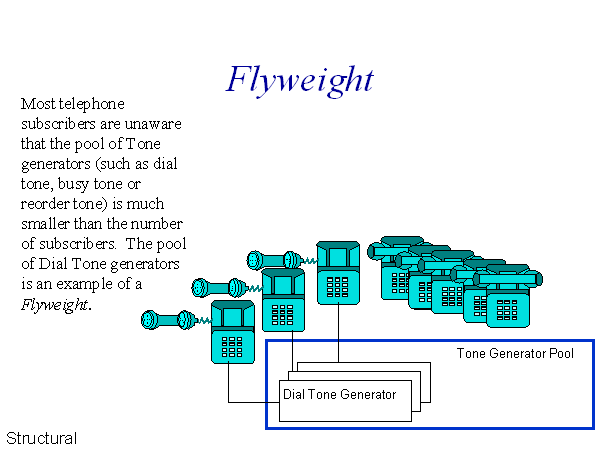 Flyweight
Most telephone
subscribers are unaware
that the pool of Tone
generators (such as dial
tone, busy tone or
reorder tone) is much
smaller than the number
of subscribers.  The pool
of Dial Tone generators
is an example of a
Flyweight.
Tone Generator Pool
Dial Tone Generator
Structural